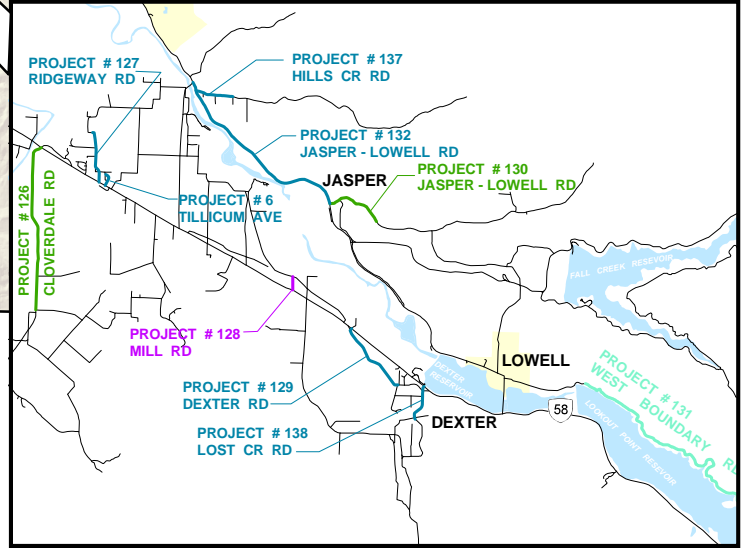 PROJECT # 127
RIDGEWAY RD
PROJECT # 137
HILLS CR RD
PROJECT # 132
JASPER - LOWELL RD
PROJECT # 130
JASPER - LOWELL RD
JASPER
PROJECT # 6
TILLICUM AVE
PROJECT # 126
CLOVERDALE RD
FALL CREEK RESEVOIR
PROJECT # 128
MILL RD
LOWELL
PROJECT # 131
WEST BOUNDARY RD
DEXTER
RESERVOIR
PROJECT # 129
DEXTER RD
58
LOOKOUT POINT RESEVOIR
DEXTER
PROJECT # 138
LOST CR RD